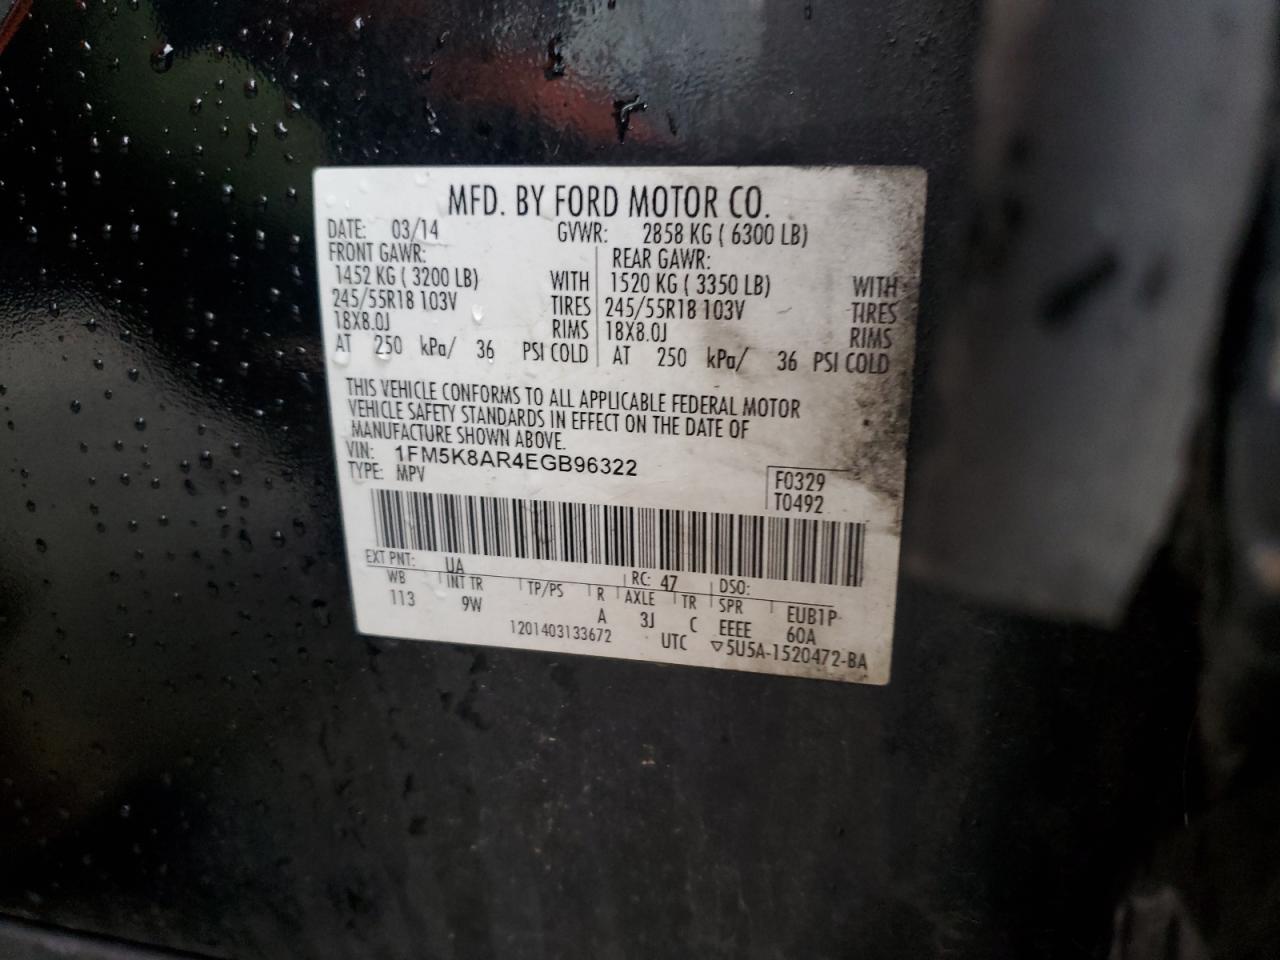 MFD. BY FORD MOTOR CO.
DATE: 03/14 GVWR: 2858 KG ( 6300 LB)
FRONT GAWR: REAR GAWR:
1452 KG ( 3200 LB) WITH 1520 KG ( 3350 LB) WITH
245/55R18 103V TIRES 245/55R18 103V TIRES
18X8.0J RIMS 18X8.0J RIMS
AT 250 kPa/ 36 PSI COLD AT 250 kPa/ 36 PSI COLD
THIS VEHICLE CONFORMS TO ALL APPLICABLE FEDERAL MOTOR
VEHICLE SAFETY STANDARDS IN EFFECT ON THE DATE OF
MANUFACTURE SHOWN ABOVE.
VIN: 1FM5K8AR4EGB96322
TYPE: MPV F0329
T0492
EXT PNT: UA RC: 47 DSO:
WB INT TR TP/PS R AXLE TR SPR EUB1P
113 9W A 3J C EEEE 60A
1201403133672 UTC ▽5U5A-1520472-BA